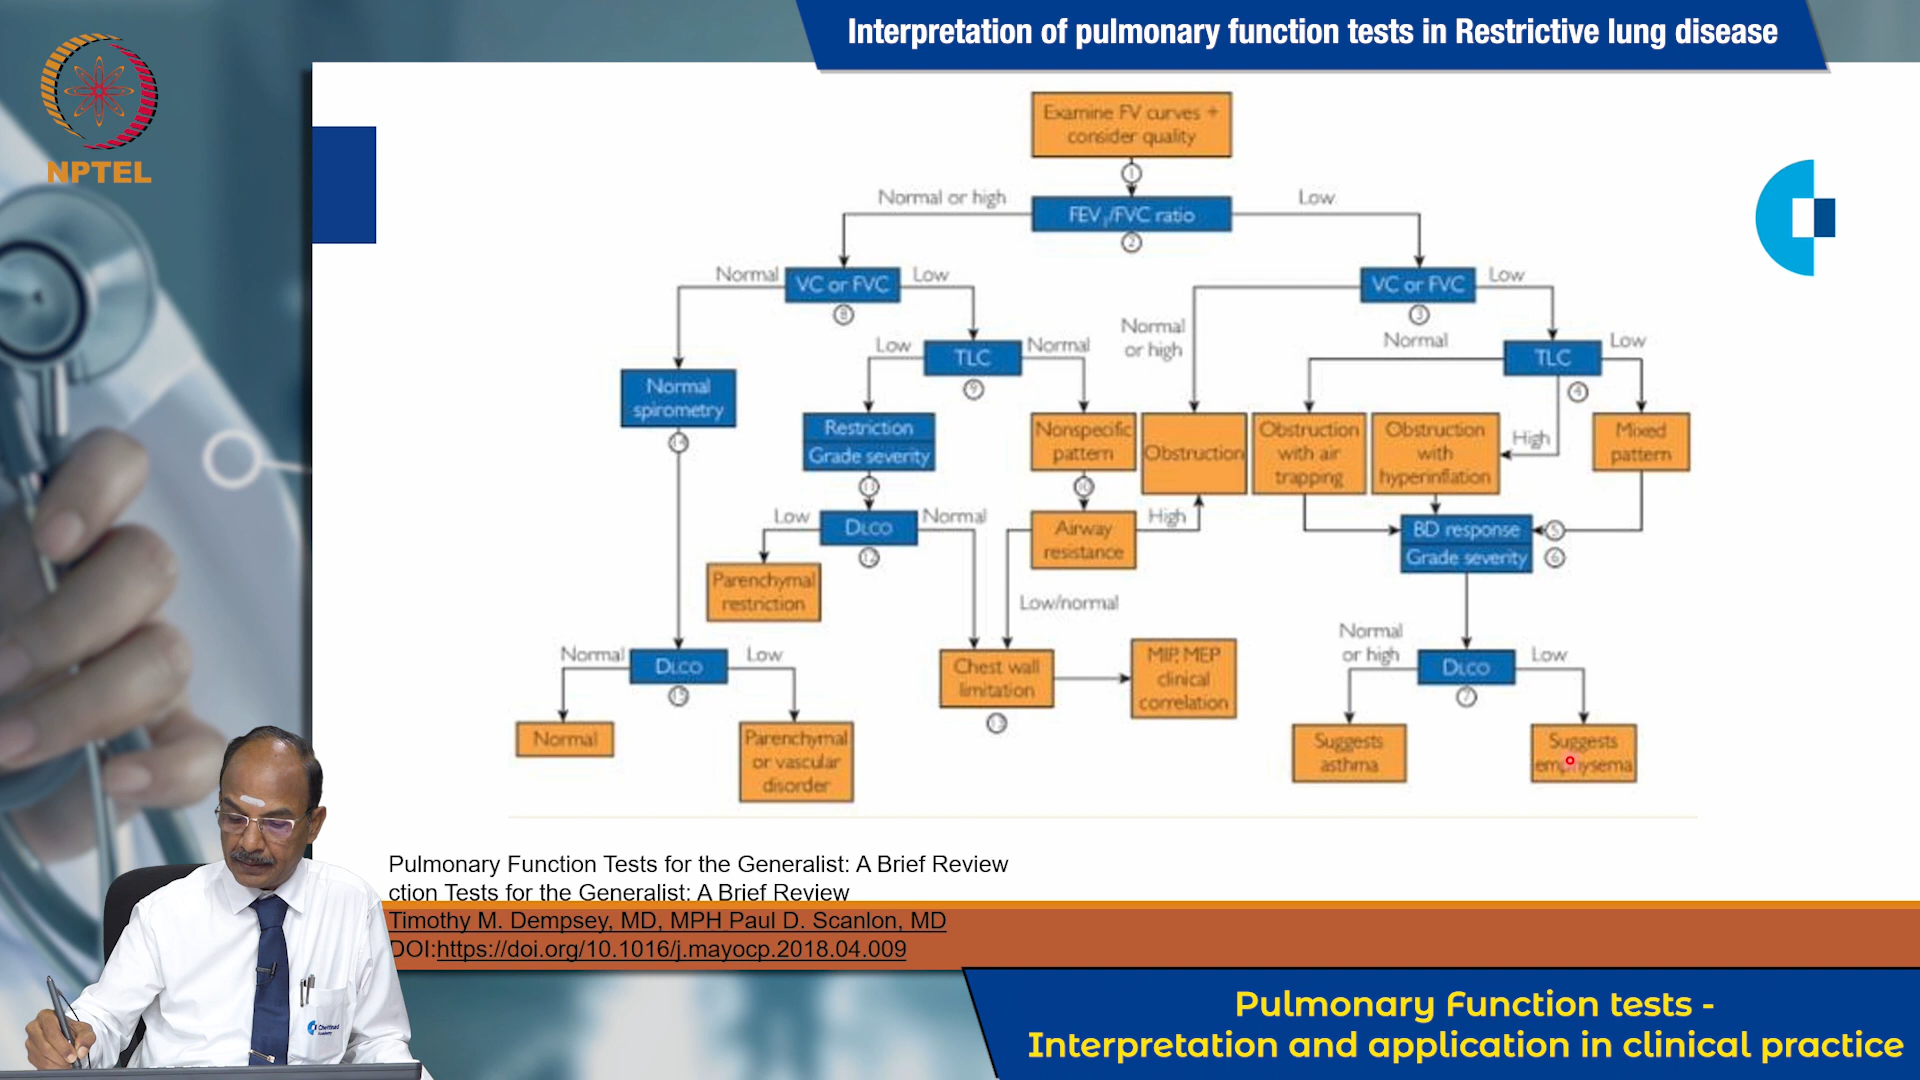 Interpretation of pulmonary function tests in Restrictive lung disease
NPTEL
Examine FV curves +
consider quality
1
Normal or high
FEV1/FVC ratio
Low
2
Normal
VC or FVC
Low
8
VC or FVC
Low
3
Normal
or high
Low
TLC
Normal
9
Normal
TLC
Low
4
Normal
spirometry
14
Restriction
Grade severity
11
Nonspecific
pattern
10
Obstruction
Obstruction
with air
trapping
Obstruction
with
hyperinflation
High
Mixed
pattern
Low
DLCO
Normal
12
Airway
resistance
High
BD response
Grade severity
5
6
Parenchymal
restriction
Low/normal
Normal
DLCO
Low
15
Chest wall
limitation
13
MIP, MEP
clinical
correlation
Normal
or high
DLCO
Low
7
Normal
Parenchymal
or vascular
disorder
Suggests
asthma
Suggests
emphysema
Pulmonary Function Tests for the Generalist: A Brief Review
ction Tests for the Generalist: A Brief Review
Timothy M. Dempsey, MD, MPH Paul D. Scanlon, MD
DOI:https://doi.org/10.1016/j.mayocp.2018.04.009
Chettinad
Pulmonary Function tests -
Interpretation and application in clinical practice